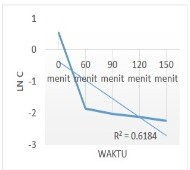 1
0
-1
-2
-3
LN C
0 60 90 120 150
menit menit menit menit menit
R² = 0.6184
WAKTU